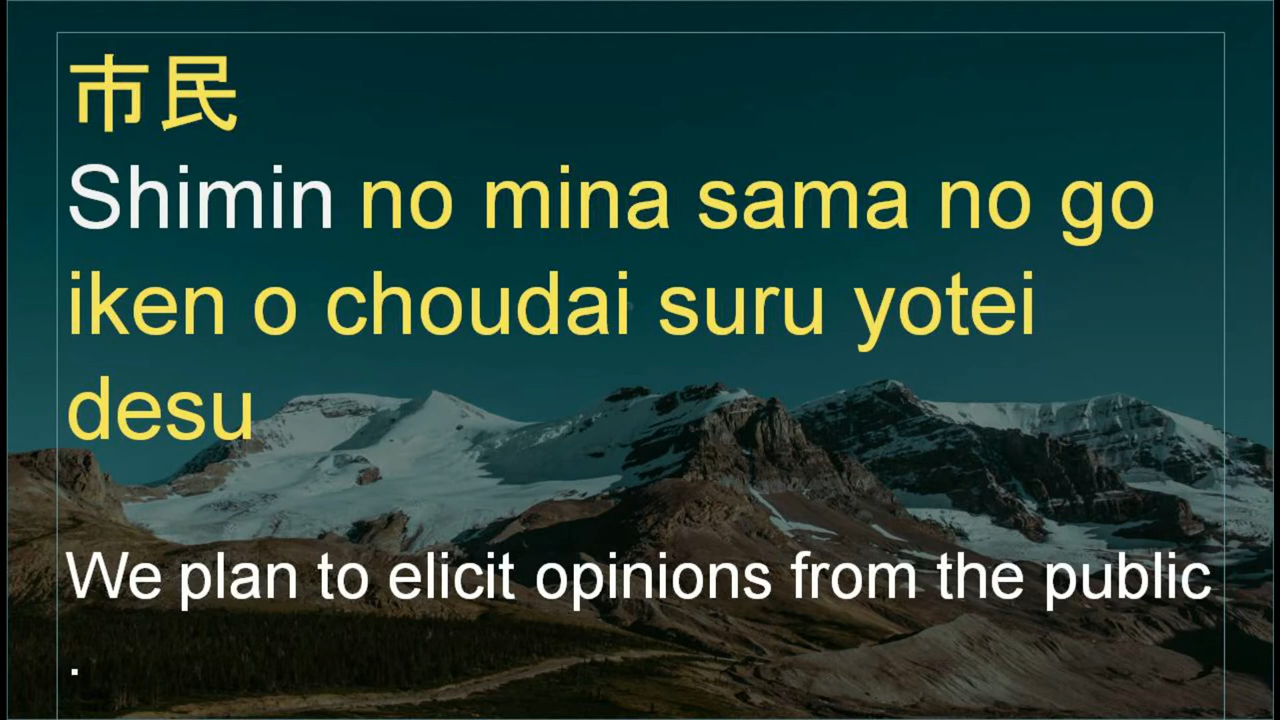 市民
Shimin no mina sama no go
iken o choudai suru yotei
desu
We plan to elicit opinions from the public
.